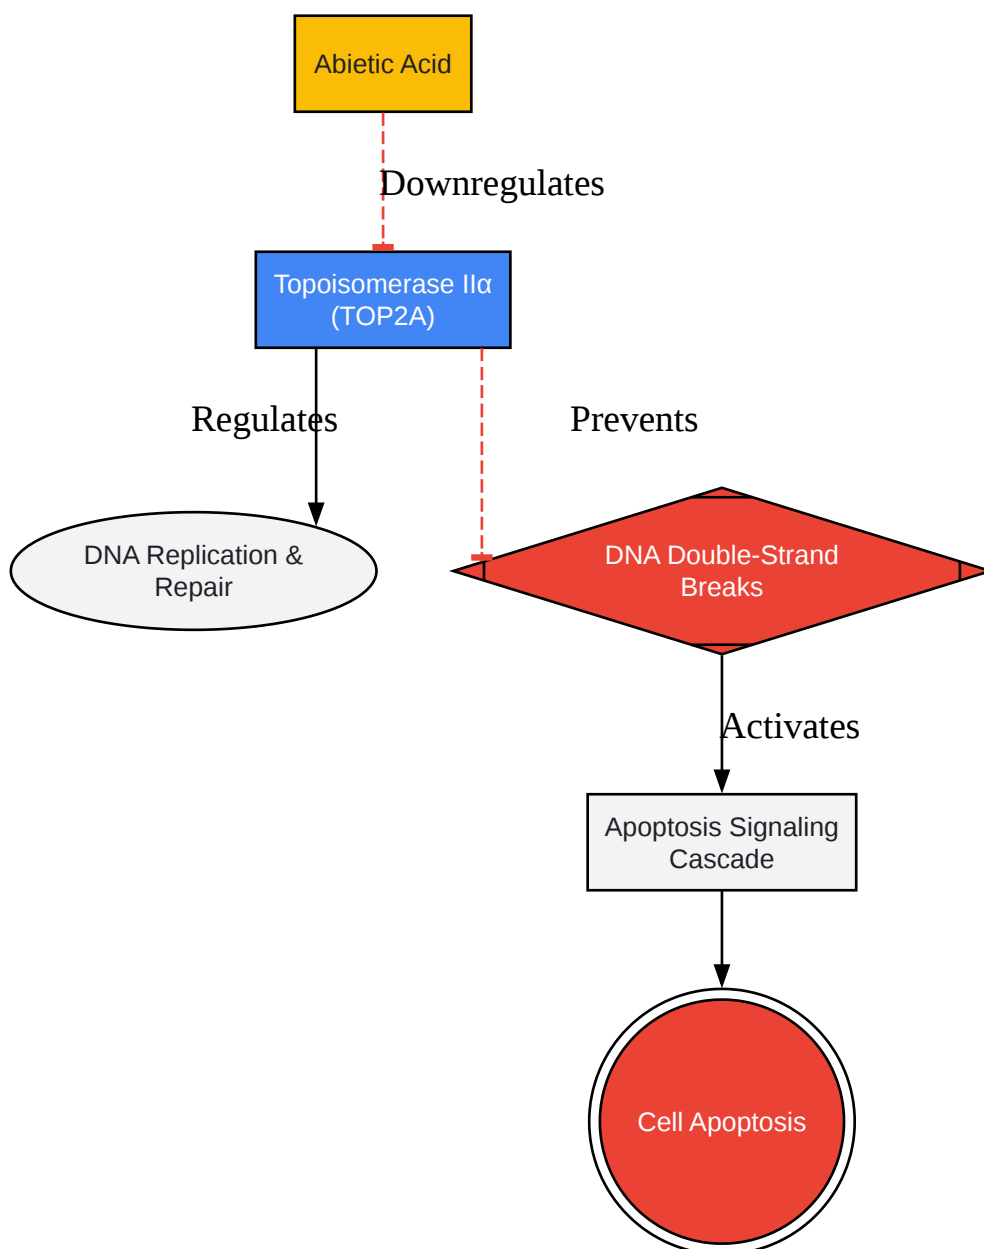 Abietic Acid
Downregulates
Topoisomerase IIα
(TOP2A)
Regulates
Prevents
DNA Replication &
Repair
DNA Double-Strand
Breaks
Activates
Apoptosis Signaling
Cascade
Cell Apoptosis